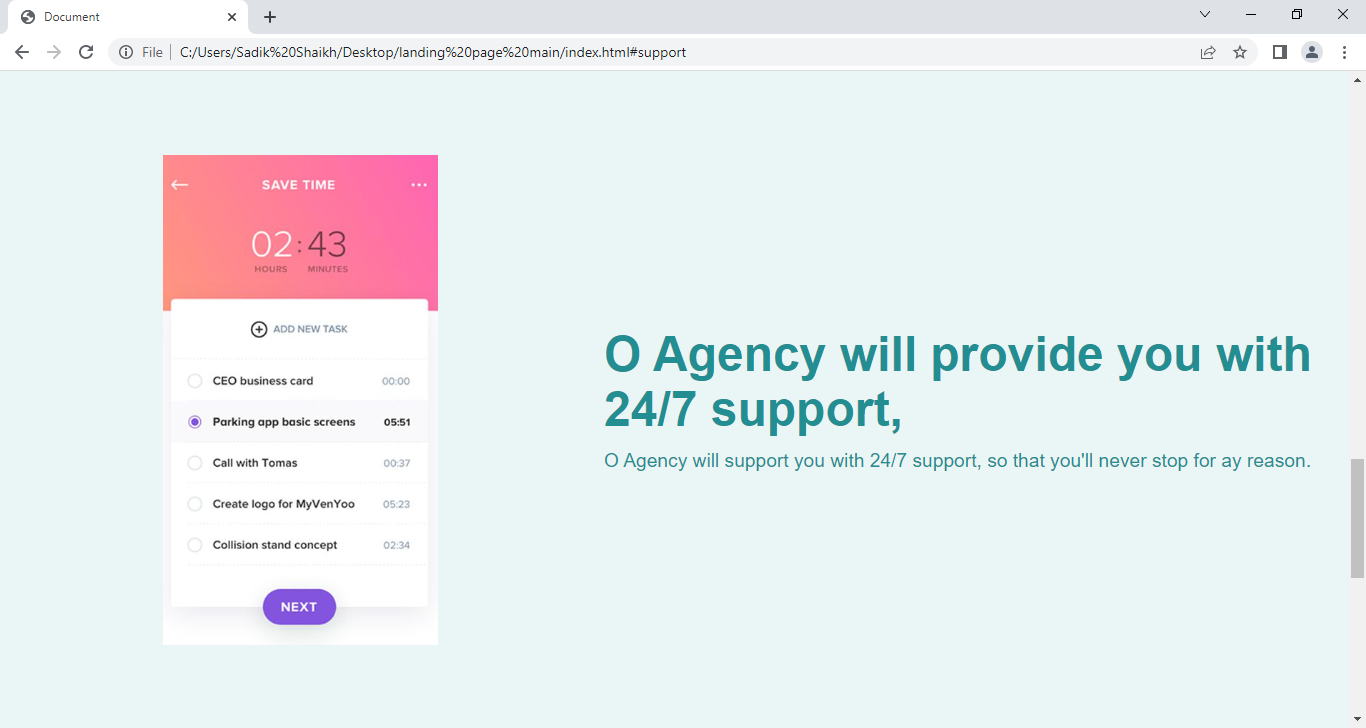 Document
File
C:/Users/Sadik%20Shaikh/Desktop/landing%20page%20main/index.html#support
SAVE TIME
02:43
HOURS MINUTES
ADD NEW TASK
CEO business card 00:00
Parking app basic screens 05:51
Call with Tomas 00:37
Create logo for MyVenYoo 05:23
Collision stand concept 02:34
NEXT
O Agency will provide you with
24/7 support,
O Agency will support you with 24/7 support, so that you'll never stop for ay reason.